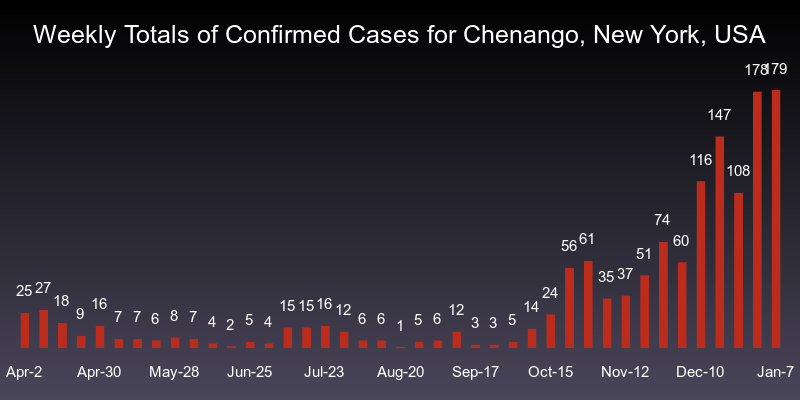 Weekly Totals of Confirmed Cases for Chenango, New York, USA
25 27 18 9 16 7 7 6 8 7 4 2 5 4 15 15 16 12 6 6 1 5 6 12 3 3 5 14 24 56 61 35 37 51 74 60 116 147 108 178 179
Apr-2 Apr-30 May-28 Jun-25 Jul-23 Aug-20 Sep-17 Oct-15 Nov-12 Dec-10 Jan-7